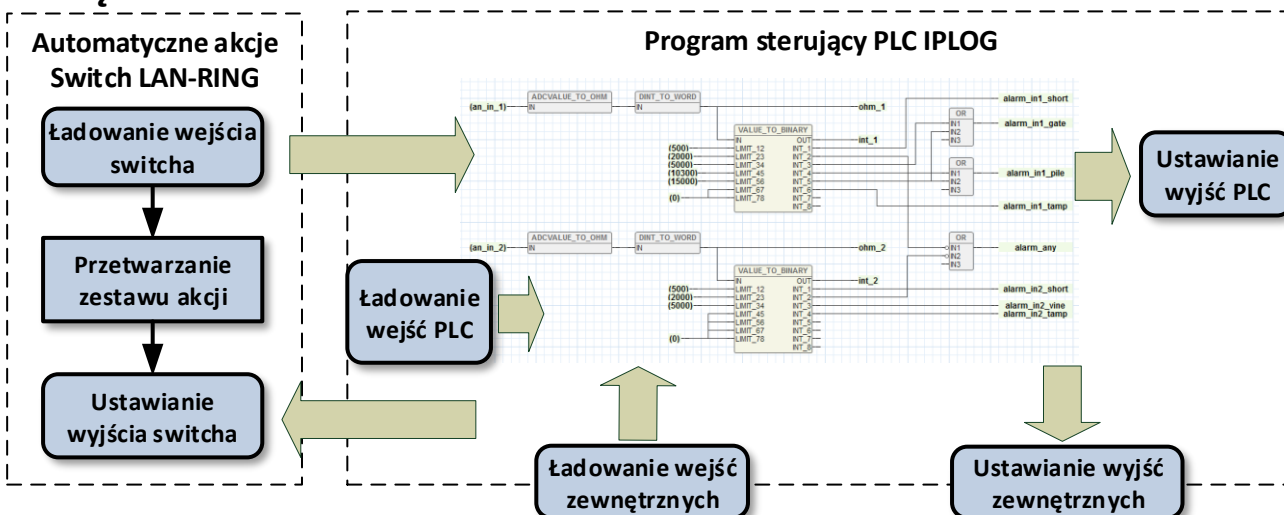 Automatyczne akcje
Switch LAN-RING
Ładowanie wejścia
switcha
Przetwarzanie
zestawu akcji
Ustawianie
wyjścia switcha
Program sterujący PLC IPLOG
(an_in_1)
ADCVALUE_TO_OHM
IN
DINT_TO_WORD
IN
ohm_1
VALUE_TO_BINARY
IN OUT
LIMIT_12 INT_1
LIMIT_23 INT_2
LIMIT_34 INT_3
LIMIT_45 INT_4
LIMIT_56 INT_5
LIMIT_67 INT_6
LIMIT_78 INT_7
INT_8
(500)
(2000)
(5000)
(10300)
(15000)
(0)
int_1
OR
IN1
IN2
IN3
OR
IN1
IN2
IN3
alarm_in1_short
alarm_in1_gate
alarm_in1_pile
alarm_in1_tamp
(an_in_2)
ADCVALUE_TO_OHM
IN
DINT_TO_WORD
IN
ohm_2
VALUE_TO_BINARY
IN OUT
LIMIT_12 INT_1
LIMIT_23 INT_2
LIMIT_34 INT_3
LIMIT_45 INT_4
LIMIT_56 INT_5
LIMIT_67 INT_6
LIMIT_78 INT_7
INT_8
(500)
(2000)
(5000)
(0)
int_2
OR
IN1
IN2
IN3
alarm_any
alarm_in2_short
alarm_in2_vine
alarm_in2_tamp
Ładowanie
wejść PLC
Ustawianie
wyjść PLC
Ładowanie wejść
zewnętrznych
Ustawianie wyjść
zewnętrznych